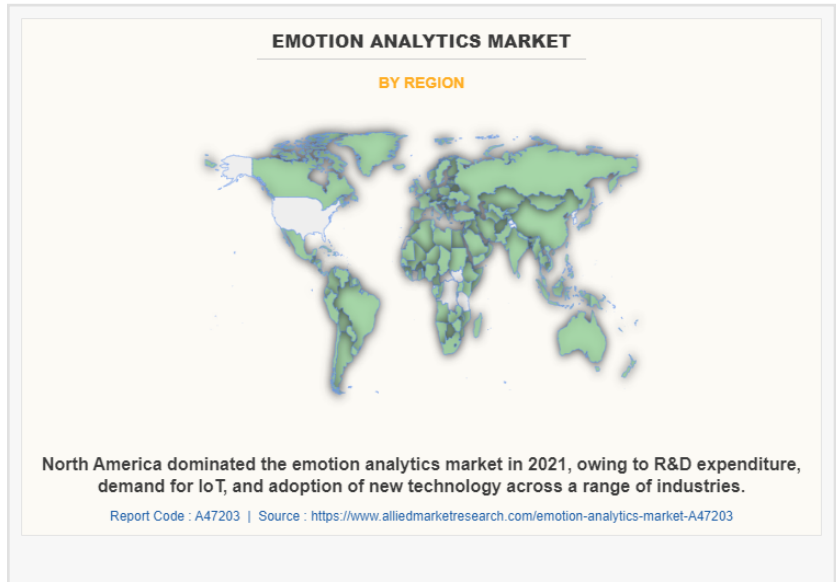 EMOTION ANALYTICS MARKET
BY REGION
North America dominated the emotion analytics market in 2021, owing to R&D expenditure,
demand for IoT, and adoption of new technology across a range of industries.
Report Code : A47203 | Source : https://www.alliedmarketresearch.com/emotion-analytics-market-A47203